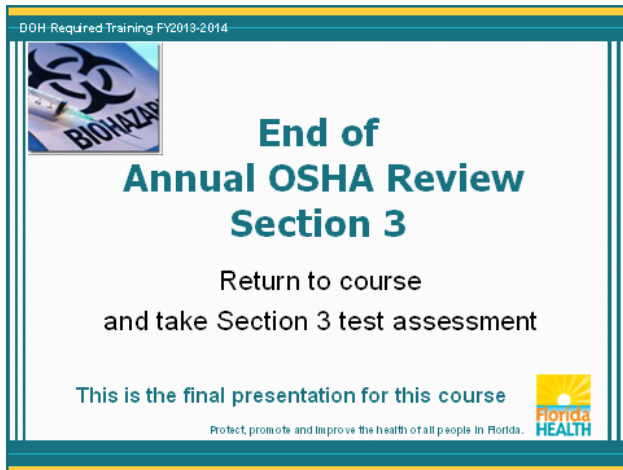 DOH Required Training FY2013-2014
BIOHAZAR
End of
Annual OSHA Review
Section 3
Return to course
and take Section 3 test assessment
This is the final presentation for this course
Protect, promote and improve the health of all people in Florida.
Florida
HEALTH